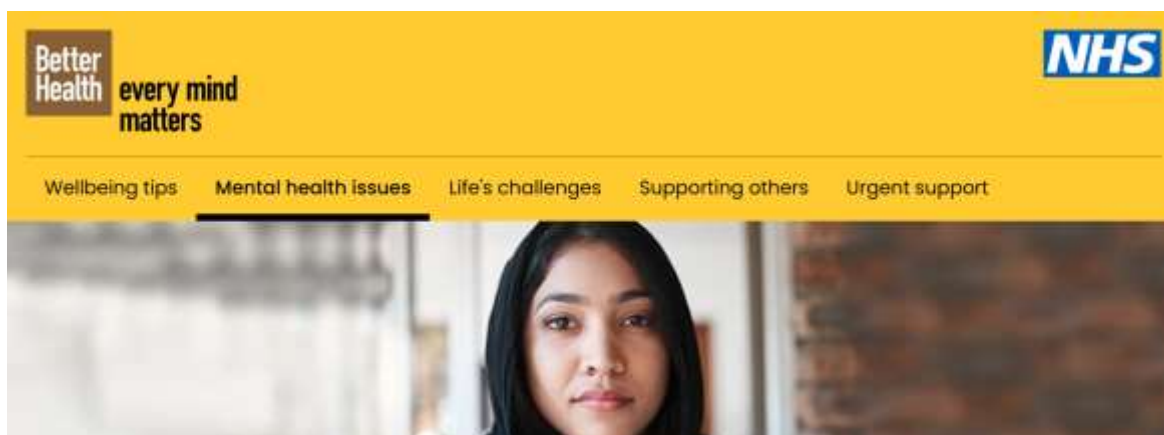 Better
Health
every mind
matters
NHS
Wellbeing tips Mental health issues Life's challenges Supporting others Urgent support